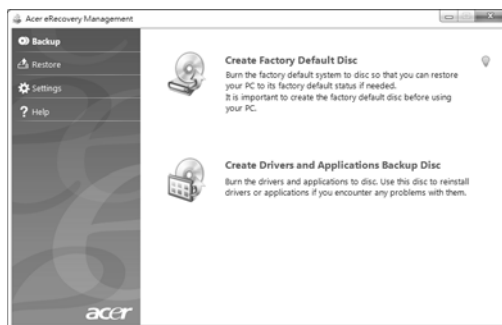 Acer eRecovery Management
Backup
Restore
Settings
Help
Create Factory Default Disc
Burn the factory default system to disc so that you can restore
your PC to its factory default status if needed.
It is important to create the factory default disc before using
your PC.
Create Drivers and Applications Backup Disc
Burn the drivers and applications to disc. Use this disc to reinstall
drivers or applications if you encounter any problems with them.
acer